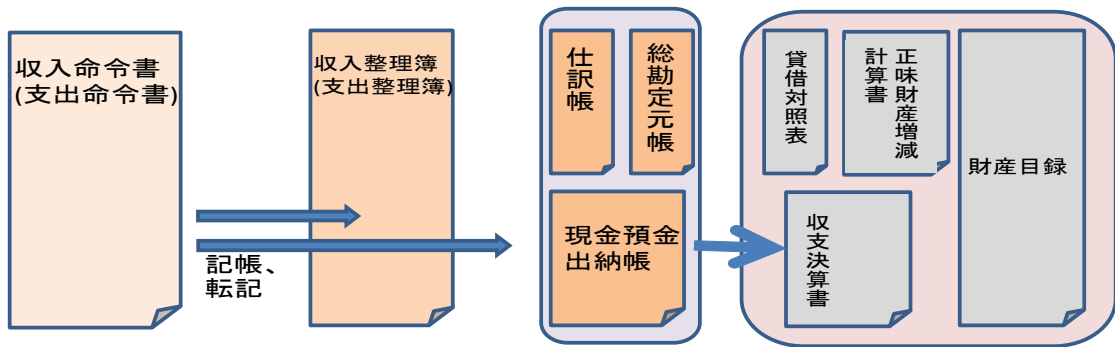 収入命令書
(支出命令書)
収入整理簿
(支出整理簿)
記帳、
転記
仕訳帳
総勘定元帳
現金預金
出納帳
貸借対照表
正味財産増減
計算書
収支決算書
財産目録